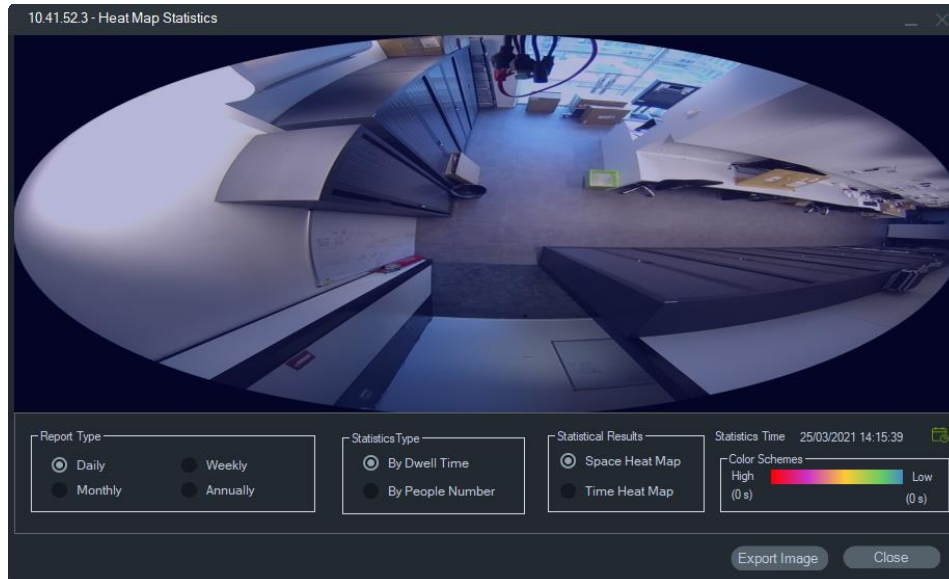 10.41.52.3 - Heat Map Statistics
Report Type
Daily
Weekly
Monthly
Annually
Statistics Type
By Dwell Time
By People Number
Statistical Results
Space Heat Map
Time Heat Map
Statistics Time 25/03/2021 14:15:39
Color Schemes
High Low
(0 s) (0 s)
Export Image
Close